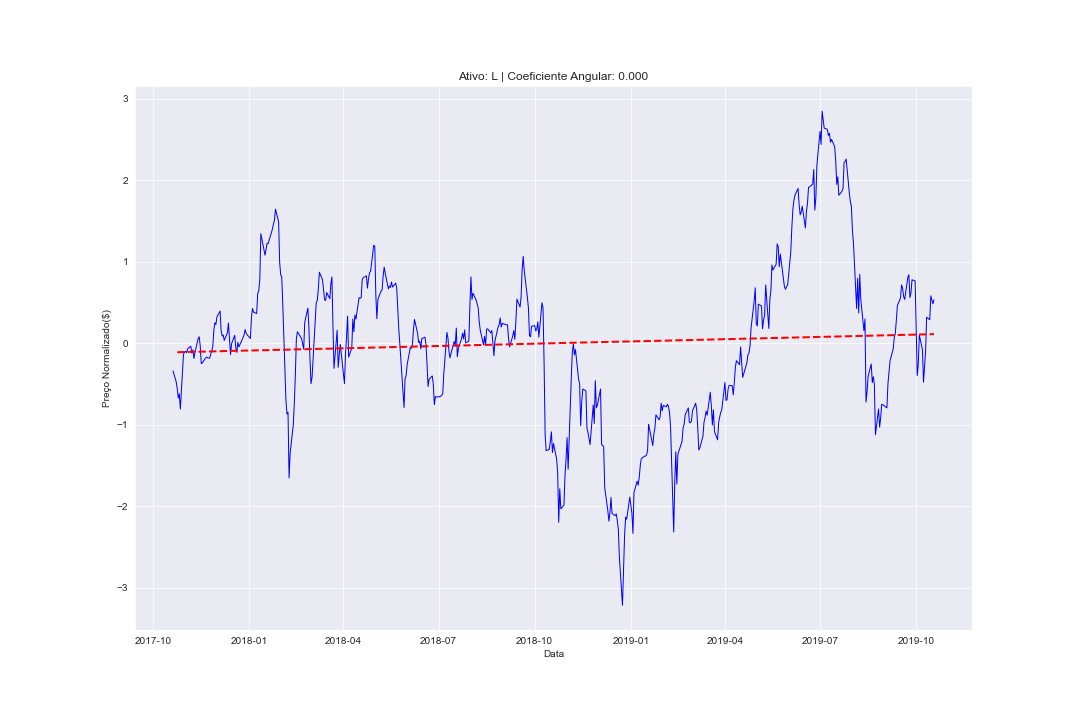 Ativo: L | Coeficiente Angular: 0.000
Preço Normalizado($)
3
2
1
0
−1
−2
−3
2017-10 2018-01 2018-04 2018-07 2018-10 2019-01 2019-04 2019-07 2019-10
Data